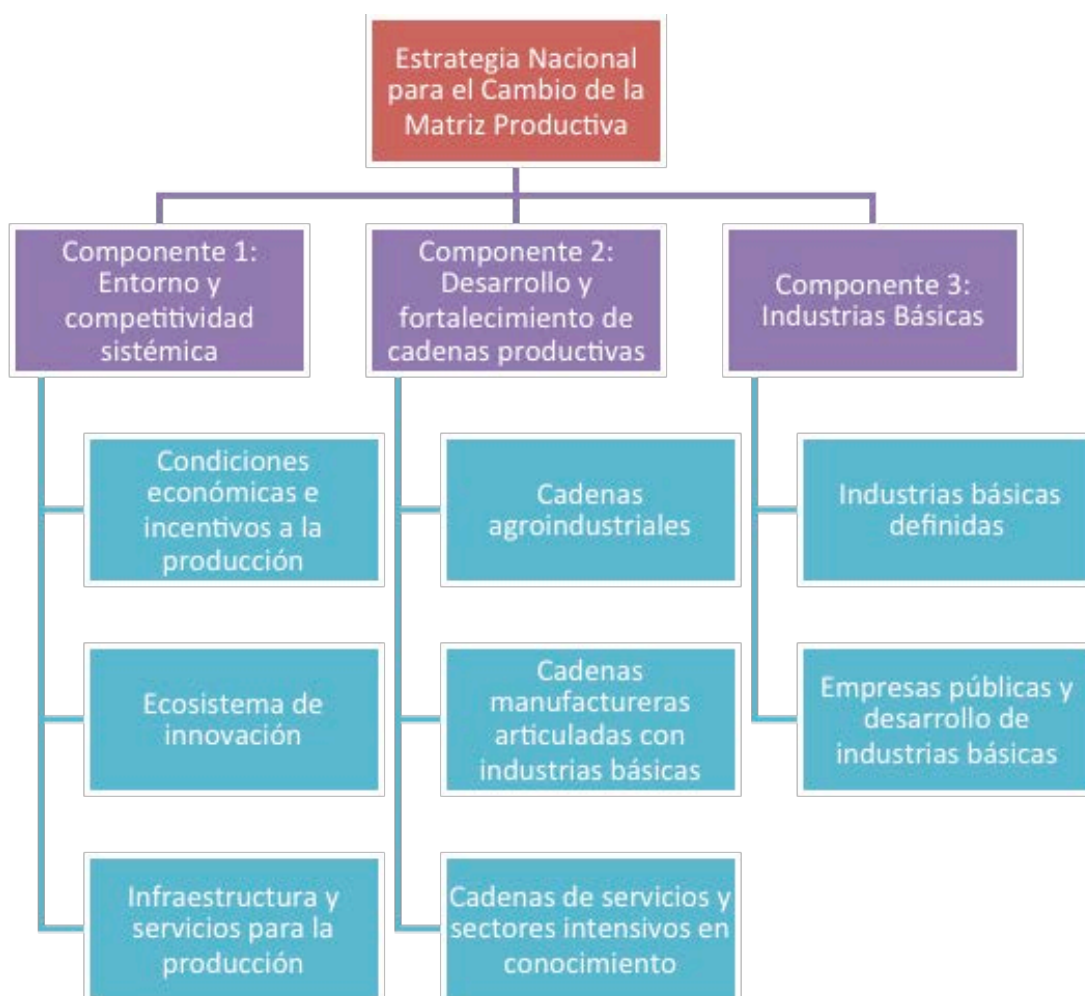 Estrategia Nacional
para el Cambio de la
Matriz Productiva
Componente 1:
Entorno y
competitividad
sistémica
Condiciones
económicas e
incentivos a la
producción
Ecosistema de
innovación
Infraestructura y
servicios para la
producción
Componente 2:
Desarrollo y
fortalecimiento de
cadenas productivas
Cadenas
agroindustriales
Cadenas
manufactureras
articuladas con
industrias básicas
Cadenas de servicios y
sectores intensivos en
conocimiento
Componente 3:
Industrias Básicas
Industrias básicas
definidas
Empresas públicas y
desarrollo de
industrias básicas